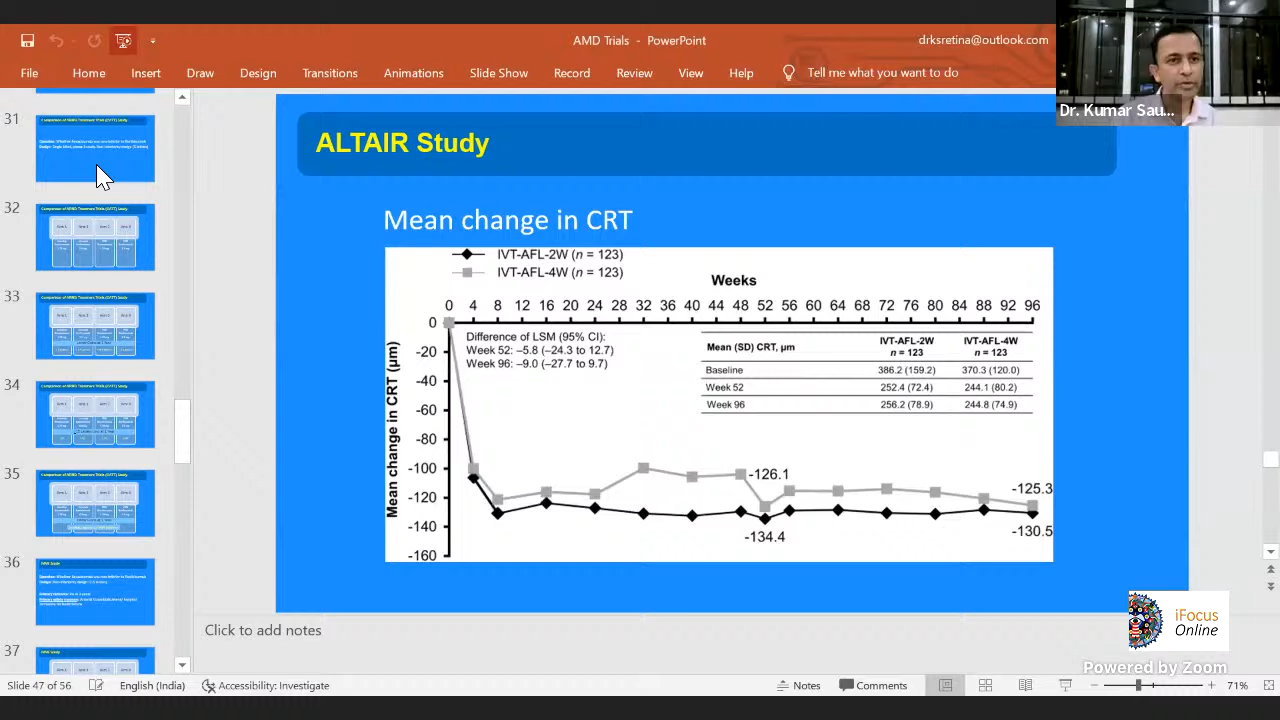 AMD Trials - PowerPoint
drksretina@outlook.com
File Home Insert Draw Design Transitions Animations Slide Show Record Review View Help Tell me what you want to do
Dr. Kumar Sau...
31
32
33
34
35
36
37
ALTAIR Study
Mean change in CRT
IVT-AFL-2W (n = 123)
IVT-AFL-4W (n = 123)
Weeks
0 4 8 12 16 20 24 28 32 36 40 44 48 52 56 60 64 68 72 76 80 84 88 92 96
Mean change in CRT (µm)
0
-20
-40
-60
-80
-100
-120
-140
-160
Difference of LSM (95% CI):
Week 52: –5.8 (–24.3 to 12.7)
Week 96: –9.0 (–27.7 to 9.7)
Mean (SD) CRT, µm IVT-AFL-2W n = 123 IVT-AFL-4W n = 123
Baseline 386.2 (159.2) 370.3 (120.0)
Week 52 252.4 (72.4) 244.1 (80.2)
Week 96 256.2 (78.9) 244.8 (74.9)
-126.1
-134.4
-125.3
-130.5
Click to add notes
iFocus
Online
Powered by Zoom
Slide 47 of 56 English (India) Accessibility: Investigate Notes Comments 71%